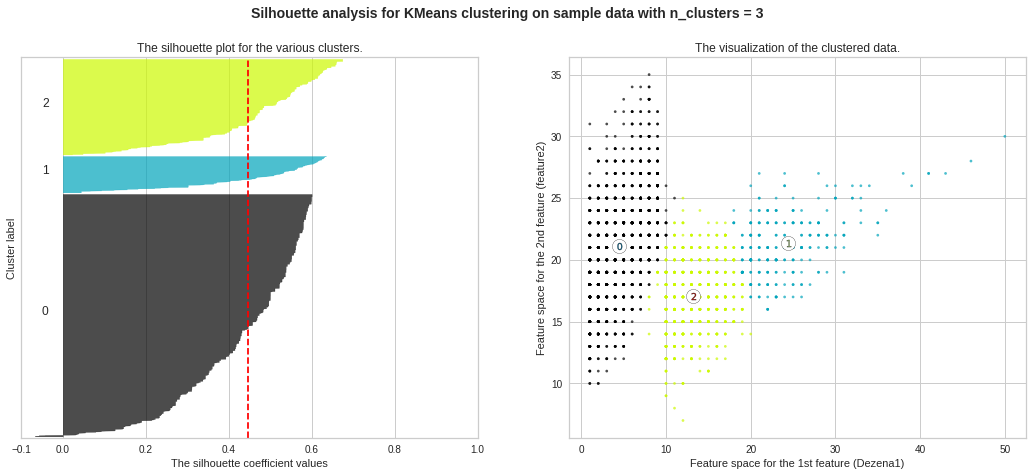 Silhouette analysis for KMeans clustering on sample data with n_clusters = 3
The silhouette plot for the various clusters.
Cluster label
2
1
0
−0.1 0.0 0.2 0.4 0.6 0.8 1.0
The silhouette coefficient values
The visualization of the clustered data.
Feature space for the 2nd feature (feature2)
35
30
25
20
15
10
0
1
2
0 10 20 30 40 50
Feature space for the 1st feature (Dezena1)